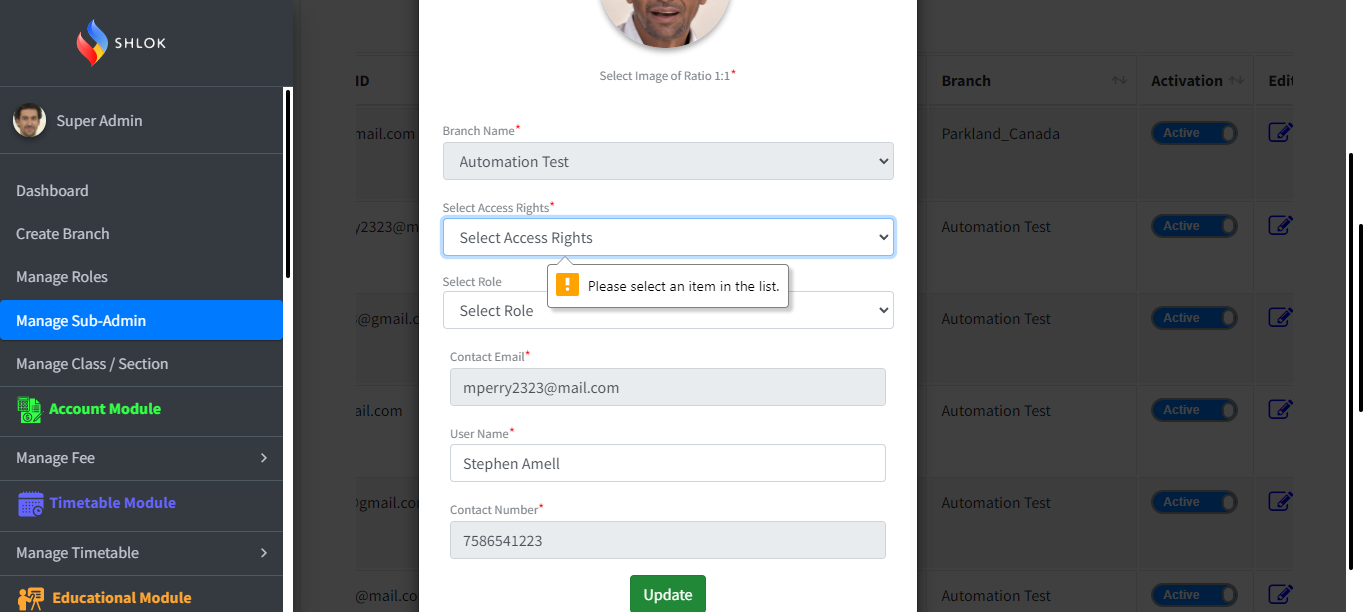 SHLOK
Super Admin
Dashboard
Create Branch
Manage Roles
Manage Sub-Admin
Manage Class / Section
Account Module
Manage Fee
Timetable Module
Manage Timetable
Educational Module
Select Image of Ratio 1:1*
Branch Name*
Automation Test
Select Access Rights*
Select Access Rights
Please select an item in the list.
Select Role
Select Role
Contact Email*
mperry2323@mail.com
User Name*
Stephen Amell
Contact Number*
7586541223
Update
ID Branch Activation Edit
mail.com Parkland_Canada Active
ry2323@m Automation Test Active
@gmail.c Automation Test Active
ail.com Automation Test Active
@gmail.co Automation Test Active
@mail.co Automation Test Active